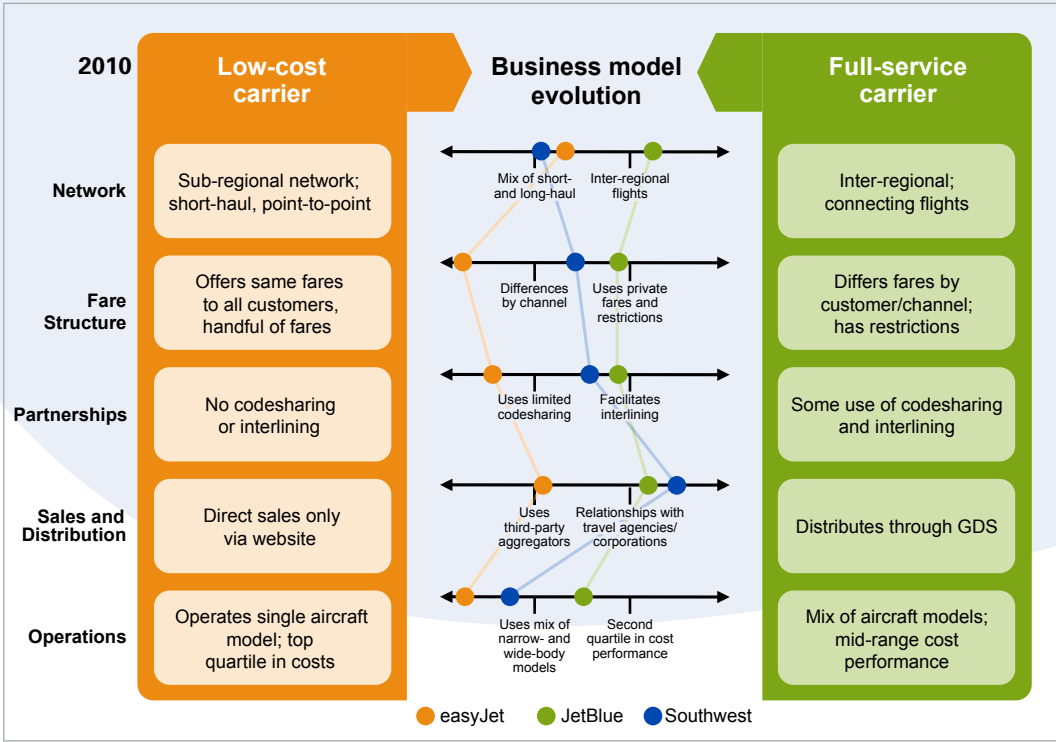 2010
Low-cost
carrier
Business model
evolution
Full-service
carrier
Network
Sub-regional network;
short-haul, point-to-point
Mix of short-
and long-haul
Inter-regional
flights
Inter-regional;
connecting flights
Fare
Structure
Offers same fares
to all customers,
handful of fares
Differences
by channel
Uses private
fares and
restrictions
Differs fares by
customer/channel;
has restrictions
Partnerships
No codesharing
or interlining
Uses limited
codesharing
Facilitates
interlining
Some use of codesharing
and interlining
Sales and
Distribution
Direct sales only
via website
Uses
third-party
aggregators
Relationships with
travel agencies/
corporations
Distributes through GDS
Operations
Operates single aircraft
model; top
quartile in costs
Uses mix of
narrow- and
wide-body
models
Second
quartile in cost
performance
Mix of aircraft models;
mid-range cost
performance
easyJet
JetBlue
Southwest